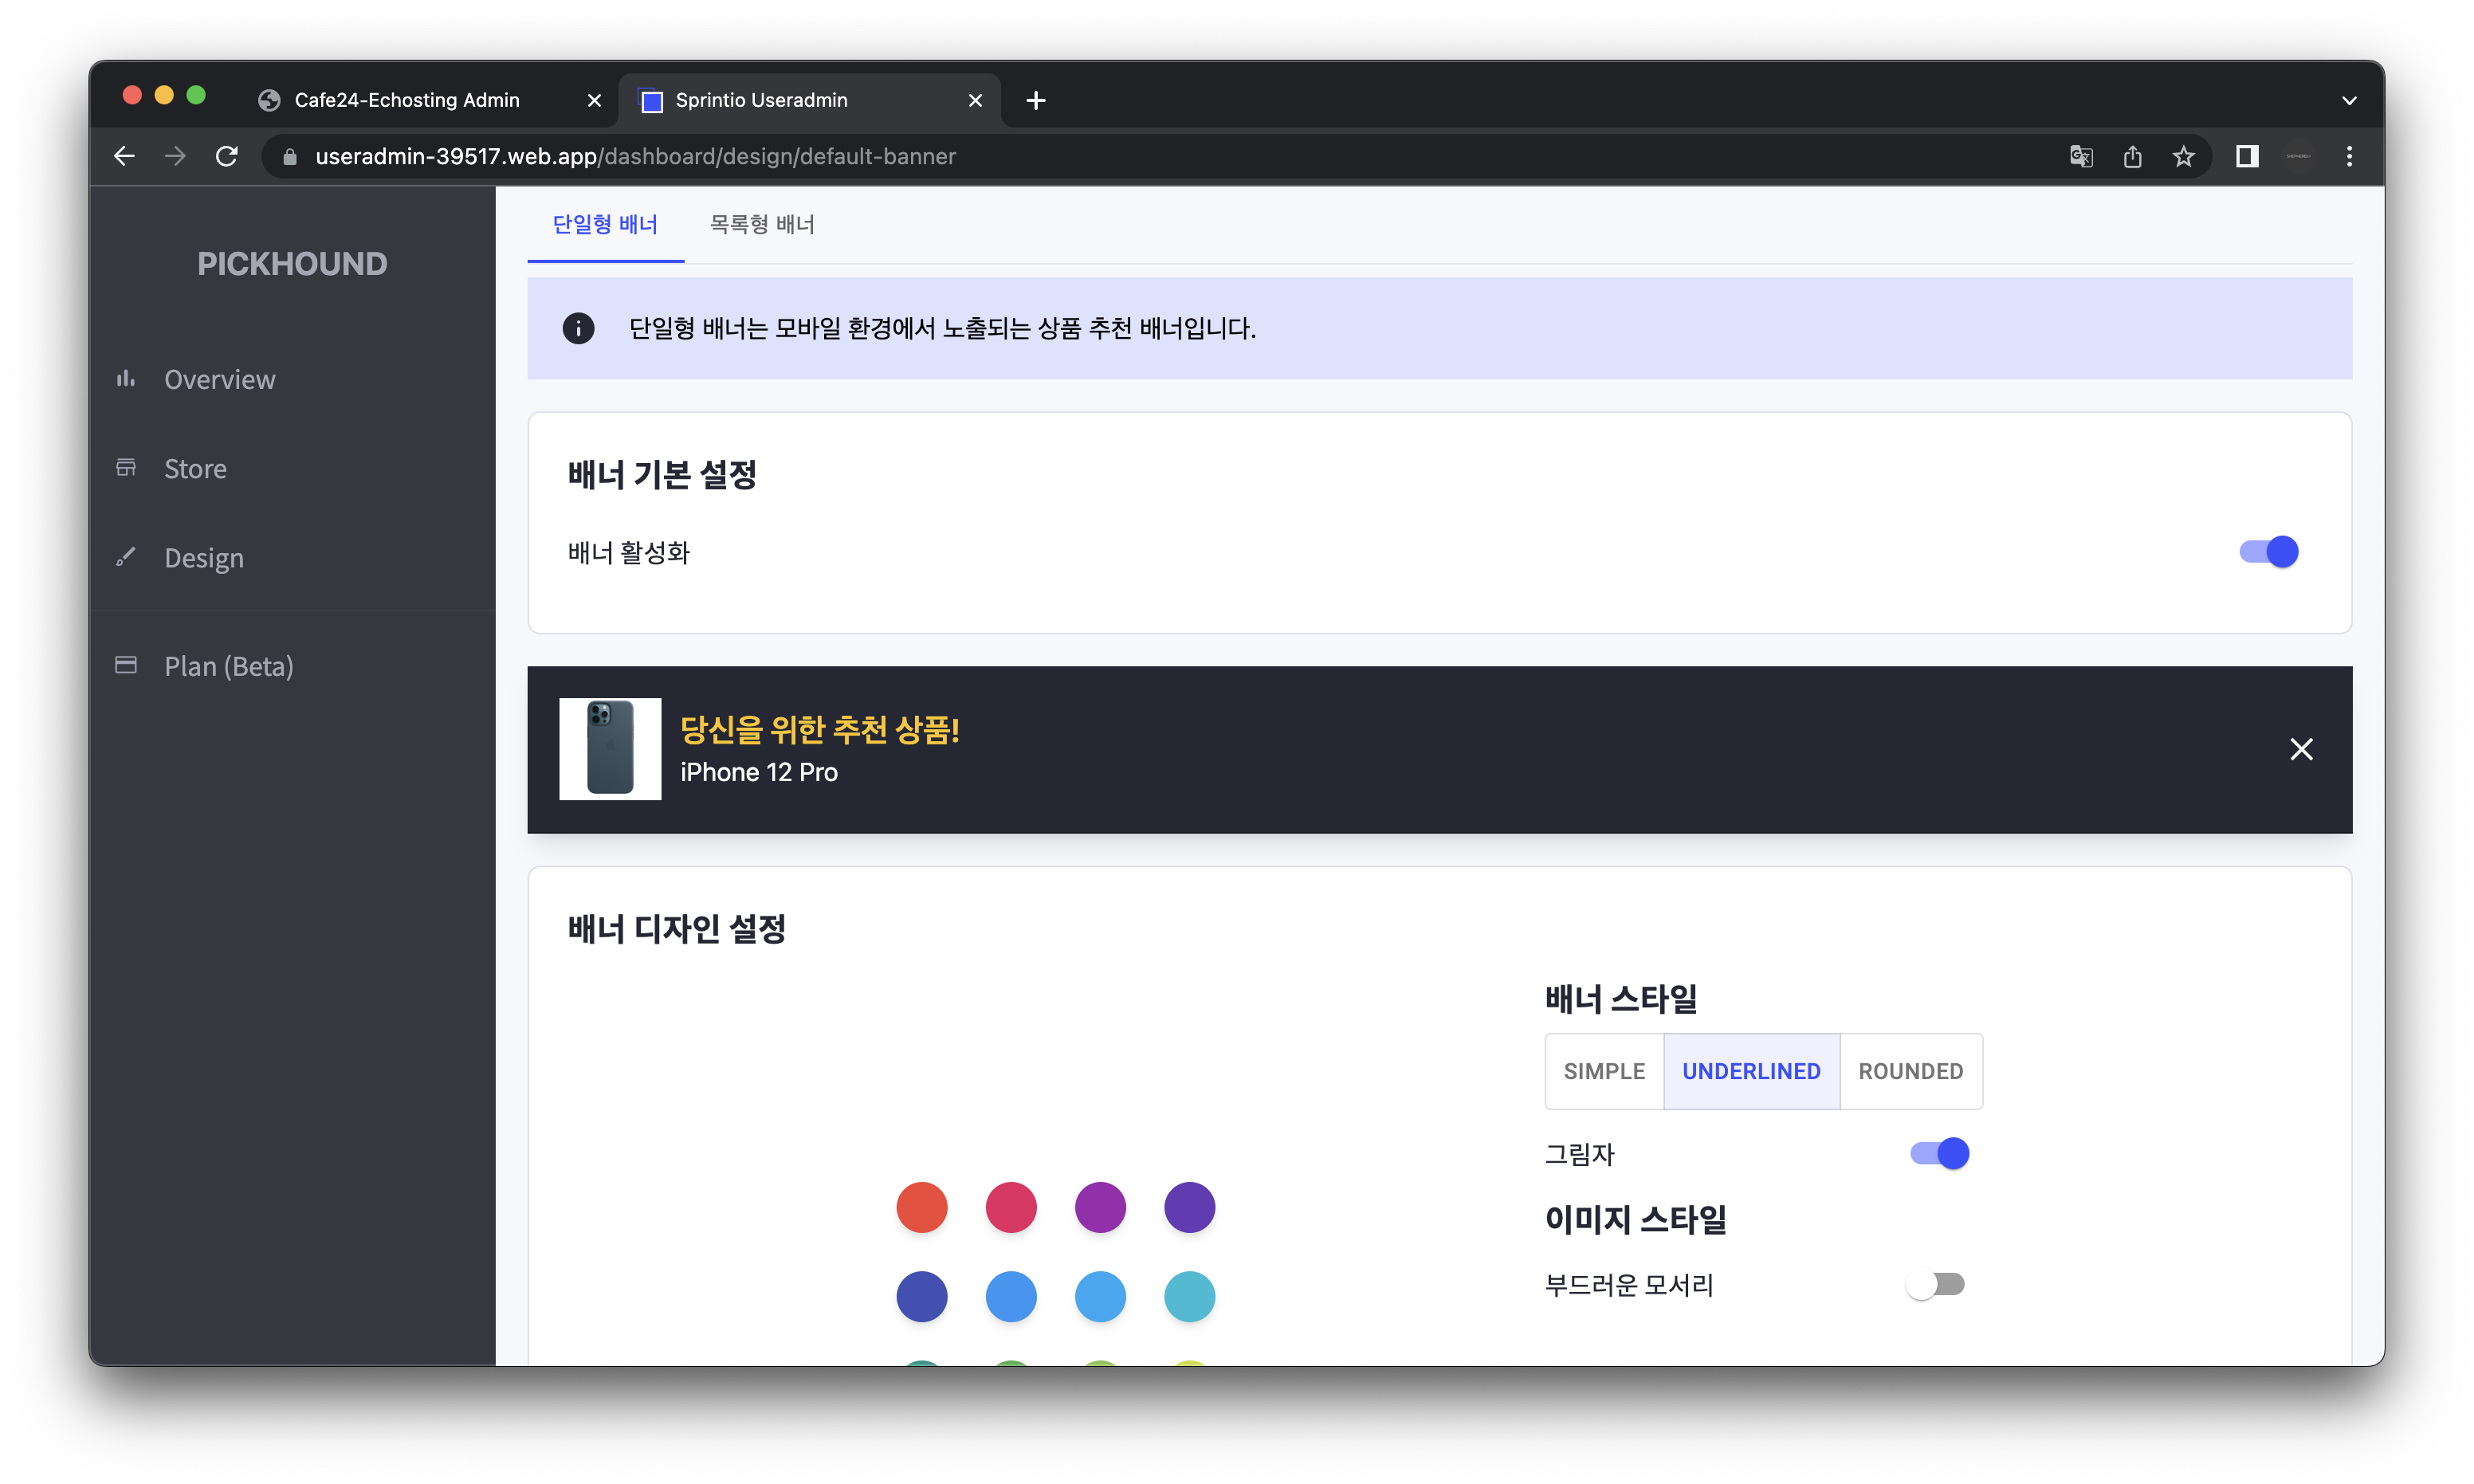 Cafe24-Echosting Admin
Sprintio Useradmin
useradmin-39517.web.app/dashboard/design/default-banner
PICKHOUND
Overview
Store
Design
Plan (Beta)
단일형 배너
목록형 배너
단일형 배너는 모바일 환경에서 노출되는 상품 추천 배너입니다.
배너 기본 설정
배너 활성화
당신을 위한 추천 상품!
iPhone 12 Pro
배너 디자인 설정
배너 스타일
SIMPLE
UNDERLINED
ROUNDED
그림자
이미지 스타일
부드러운 모서리